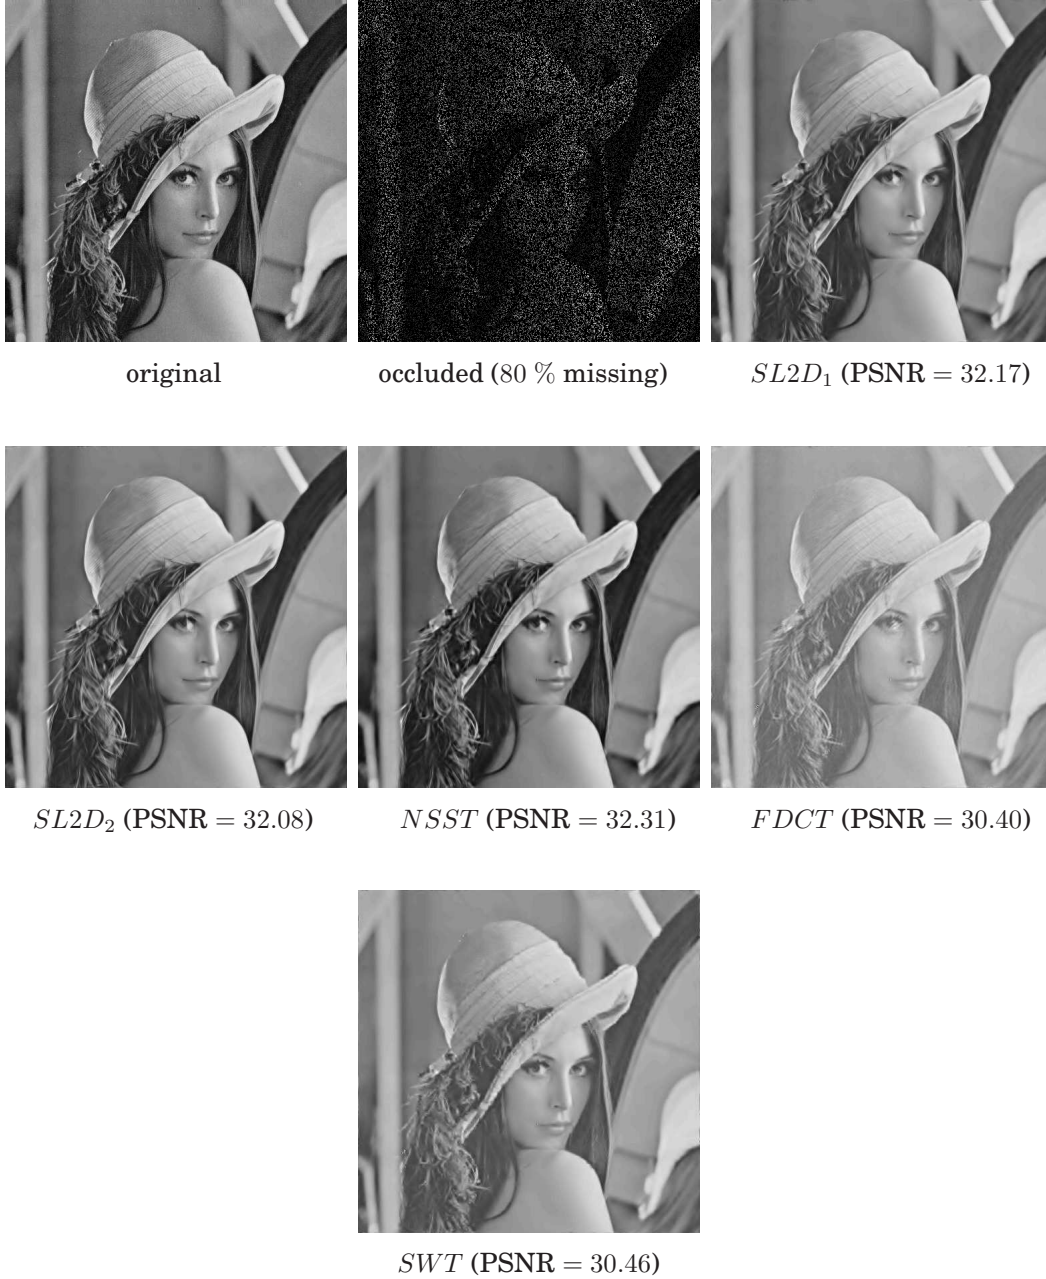 original
occluded (80 % missing)
SL2D₁ (PSNR = 32.17)
SL2D₂ (PSNR = 32.08)
NSST (PSNR = 32.31)
FDCT (PSNR = 30.40)
SWT (PSNR = 30.46)